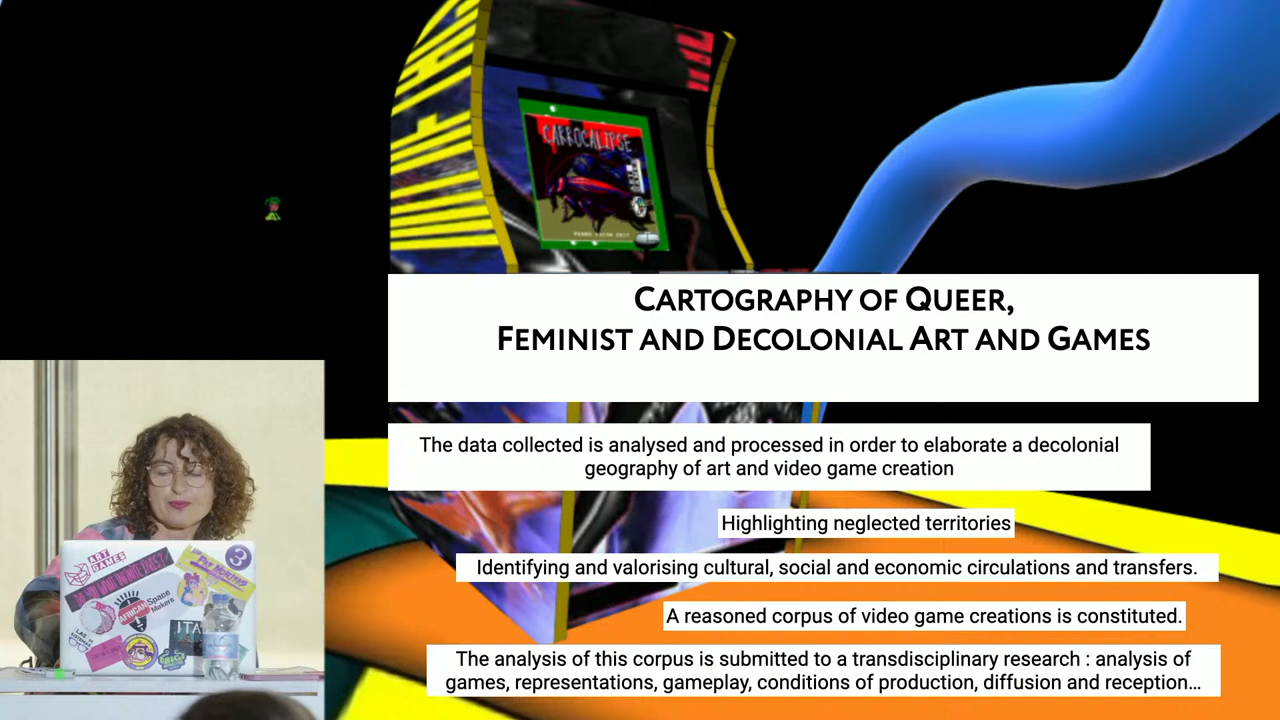 CARROCALIPSE
CARTOGRAPHY OF QUEER,
FEMINIST AND DECOLONIAL ART AND GAMES
The data collected is analysed and processed in order to elaborate a decolonial
geography of art and video game creation
Highlighting neglected territories
Identifying and valorising cultural, social and economic circulations and transfers.
A reasoned corpus of video game creations is constituted.
The analysis of this corpus is submitted to a transdisciplinary research : analysis of
games, representations, gameplay, conditions of production, diffusion and reception...
ART
GAMES
3
AFRICAN Space
Makers